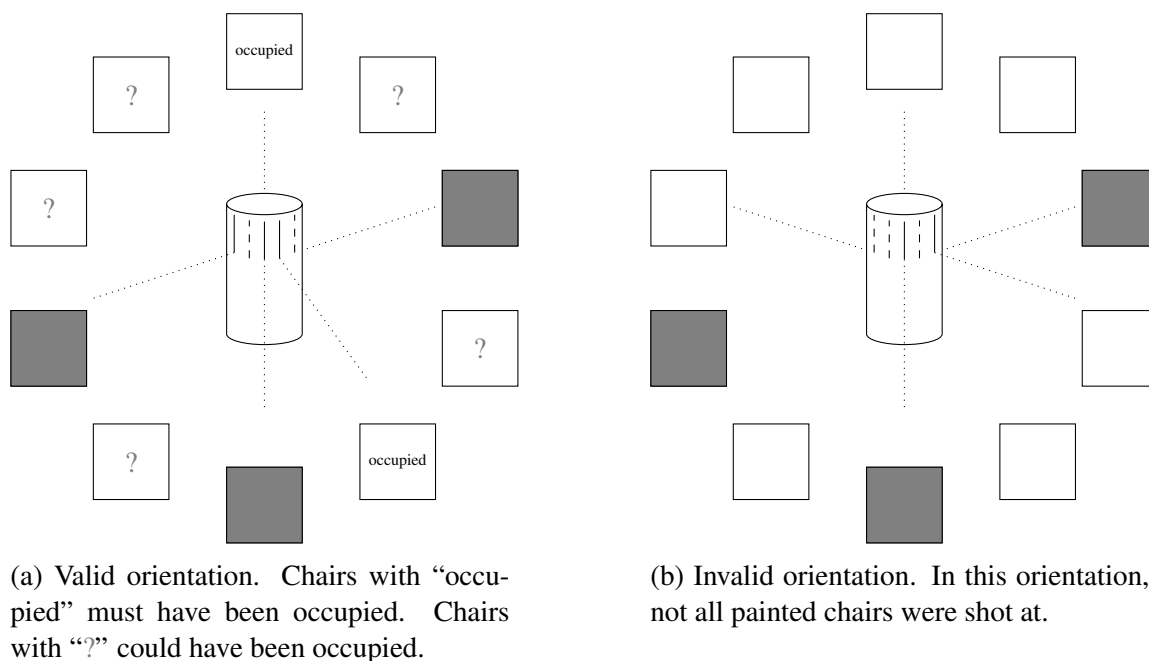 occupied
?
?
?
?
?
occupied
(a) Valid orientation. Chairs with “occu-
pied” must have been occupied. Chairs
with “?” could have been occupied.
(b) Invalid orientation. In this orientation,
not all painted chairs were shot at.